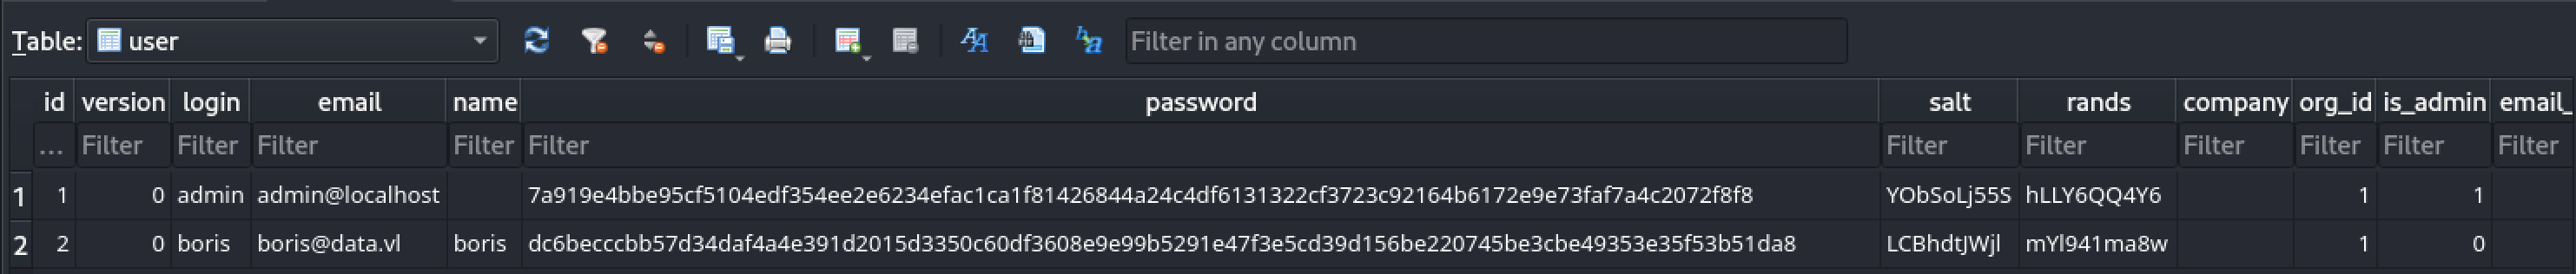 Table: user Filter in any column
id version login email name password salt rands company org_id is_admin email_
... Filter Filter Filter Filter Filter Filter Filter Filter Filter Filter Filter
1 1 0 admin admin@localhost 7a919e4bbe95cf5104edf354ee2e6234efac1ca1f81426844a24c4df6131322cf3723c92164b6172e9e73faf7a4c2072f8f8 YObSoLj55S hLLY6QQ4Y6 1 1
2 2 0 boris boris@data.vl boris dc6becccbb57d34daf4a4e391d2015d3350c60df3608e9e99b5291e47f3e5cd39d156be220745be3cbe49353e35f53b51da8 LCBhdtJWjl mYl941ma8w 1 0